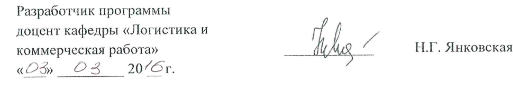 Разработчик программы
доцент кафедры «Логистика и
коммерческая работа» Н.Г. Янковская
«03» 03 2016 г.